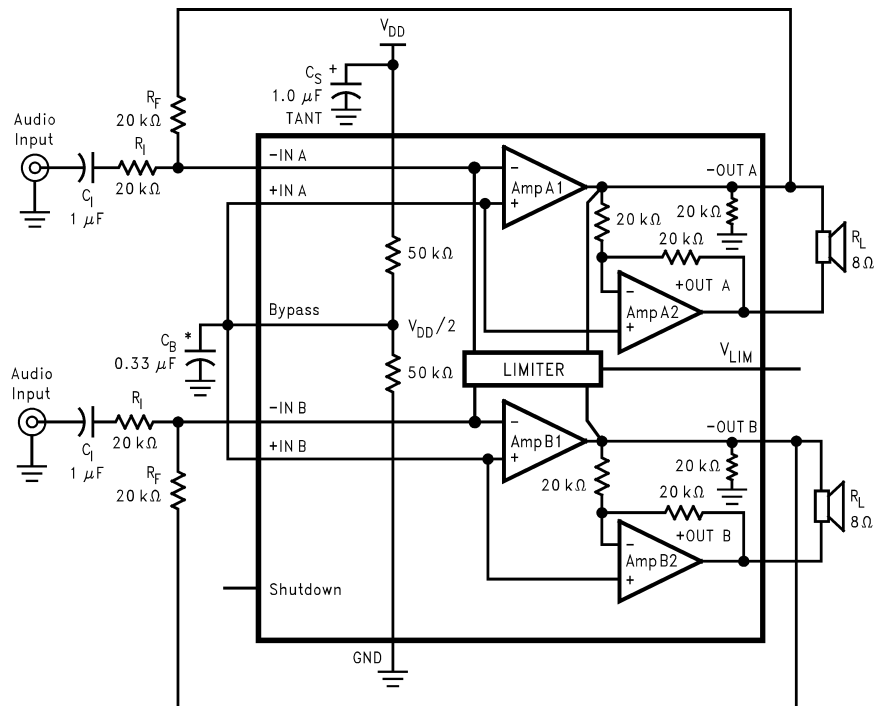 V_DD
C_S +
1.0 μF
TANT
R_F
20 kΩ
Audio
Input
R_I
20 kΩ
C_I
1 μF
-IN A
+IN A
Amp A1
-
+
-OUT A
20 kΩ
20 kΩ
20 kΩ
R_L
8Ω
50 kΩ
+OUT A
Amp A2
-
+
Bypass
V_DD/2
C_B *
0.33 μF
V_LIM
LIMITER
50 kΩ
Audio
Input
R_I
20 kΩ
C_I
1 μF
R_F
20 kΩ
-IN B
+IN B
Amp B1
-
+
-OUT B
20 kΩ
20 kΩ
20 kΩ
R_L
8Ω
+OUT B
Amp B2
-
+
Shutdown
GND